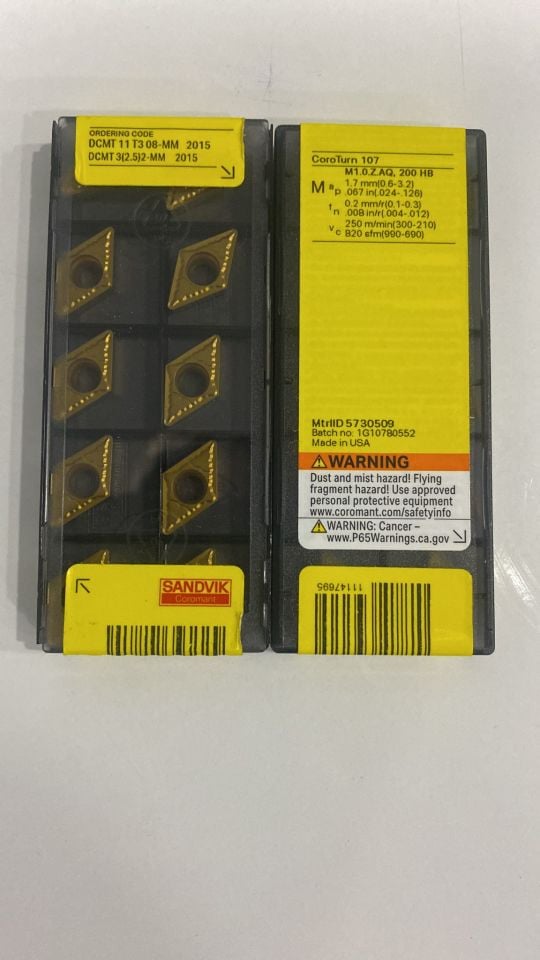 ORDERING CODE
DCMT 11 T3 08-MM 2015
DCMT 3(2.5)2-MM 2015
SANDVIK
Coromant
CoroTurn 107
M1.0.Z.AQ, 200 HB
M ap 1.7 mm(0.6-3.2)
.067 in(.024-.126)
fn 0.2 mm/r(0.1-0.3)
.008 in/r(.004-.012)
vc 250 m/min(300-210)
820 sfm(990-690)
MtrlID 5730509
Batch no: 1G10780552
Made in USA
WARNING
Dust and mist hazard! Flying
fragment hazard! Use approved
personal protective equipment
www.coromant.com/safetyinfo
WARNING: Cancer –
www.P65Warnings.ca.gov
11147695